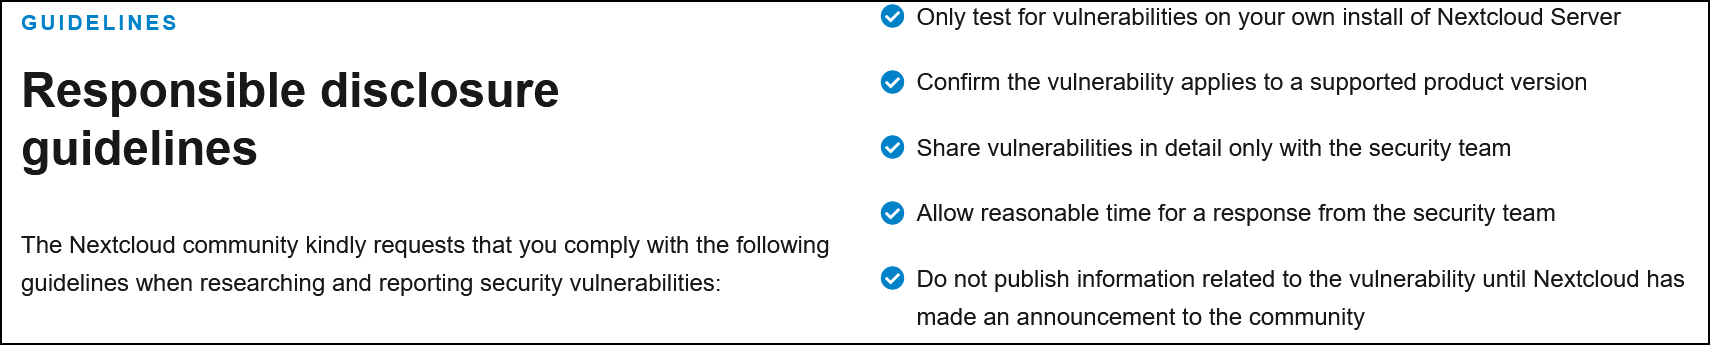 GUIDELINES
Responsible disclosure
guidelines
The Nextcloud community kindly requests that you comply with the following
guidelines when researching and reporting security vulnerabilities:
Only test for vulnerabilities on your own install of Nextcloud Server
Confirm the vulnerability applies to a supported product version
Share vulnerabilities in detail only with the security team
Allow reasonable time for a response from the security team
Do not publish information related to the vulnerability until Nextcloud has
made an announcement to the community